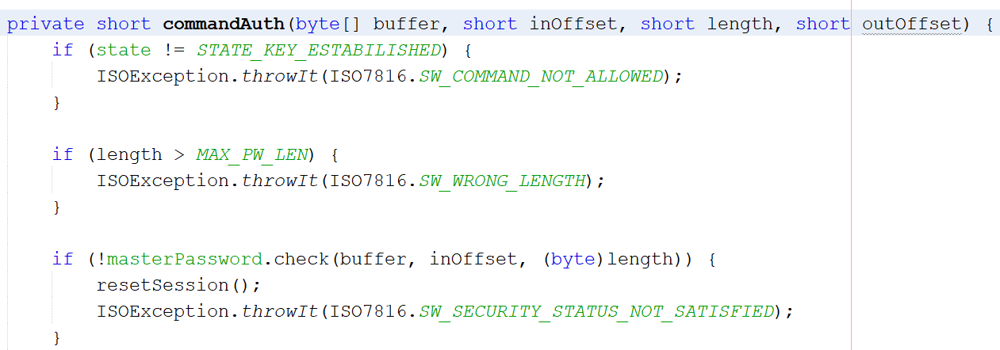 private short commandAuth(byte[] buffer, short inOffset, short length, short outOffset) {
if (state != STATE_KEY_ESTABILISHED) {
ISOException.throwIt(ISO7816.SW_COMMAND_NOT_ALLOWED);
}
if (length > MAX_PW_LEN) {
ISOException.throwIt(ISO7816.SW_WRONG_LENGTH);
}
if (!masterPassword.check(buffer, inOffset, (byte)length)) {
resetSession();
ISOException.throwIt(ISO7816.SW_SECURITY_STATUS_NOT_SATISFIED);
}